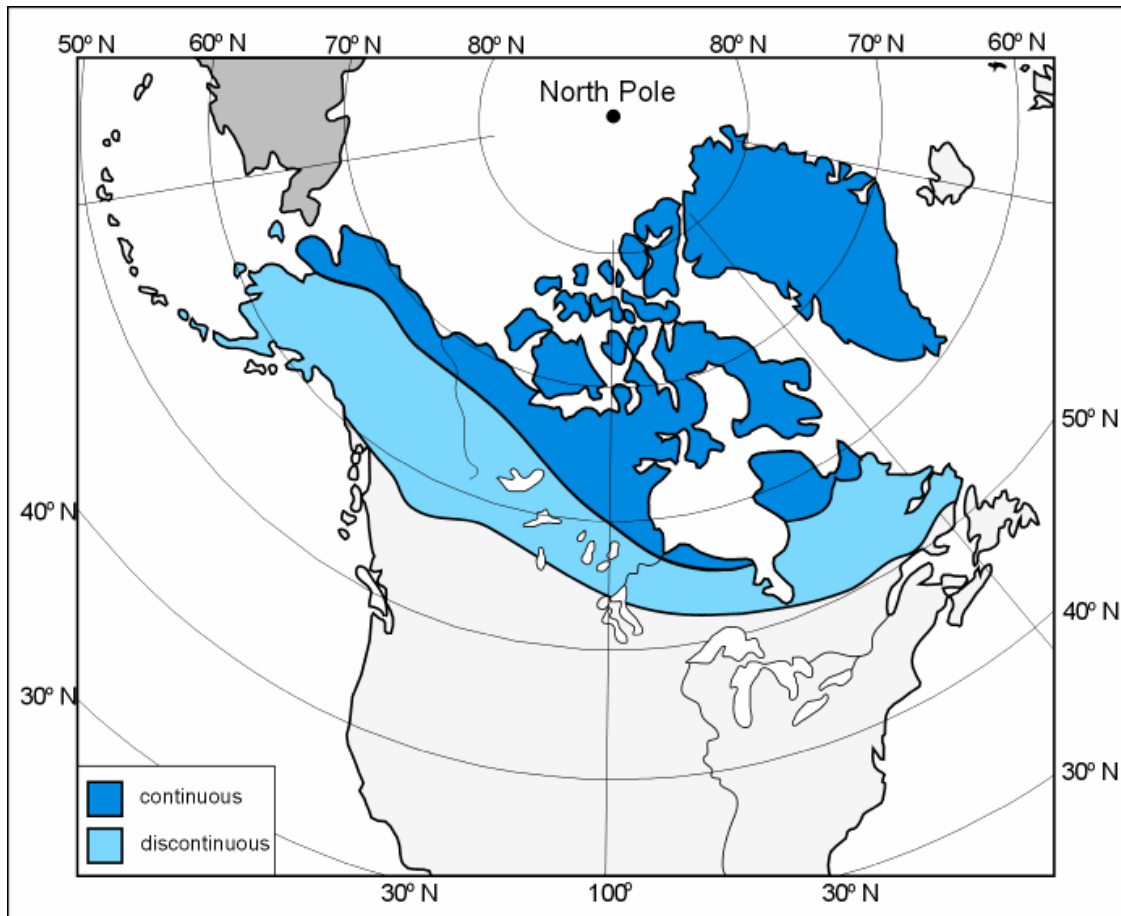 50º N 60º N 70º N 80º N 80º N 70º N 60º N
North Pole
50º N
40º N
40º N
30º N
30º N
continuous
discontinuous
30º N 100º 30º N